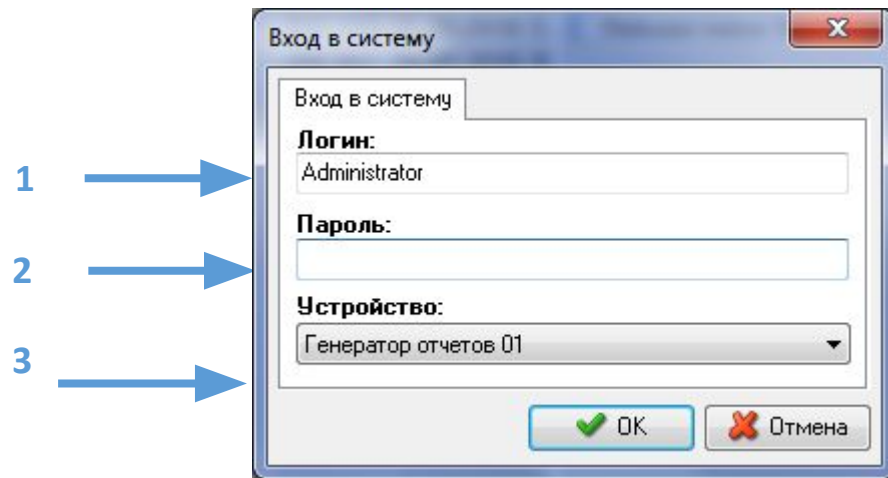 Вход в систему
Вход в систему
Логин:
1
Administrator
Пароль:
2
Устройство:
3
Генератор отчетов 01
OK
Отмена